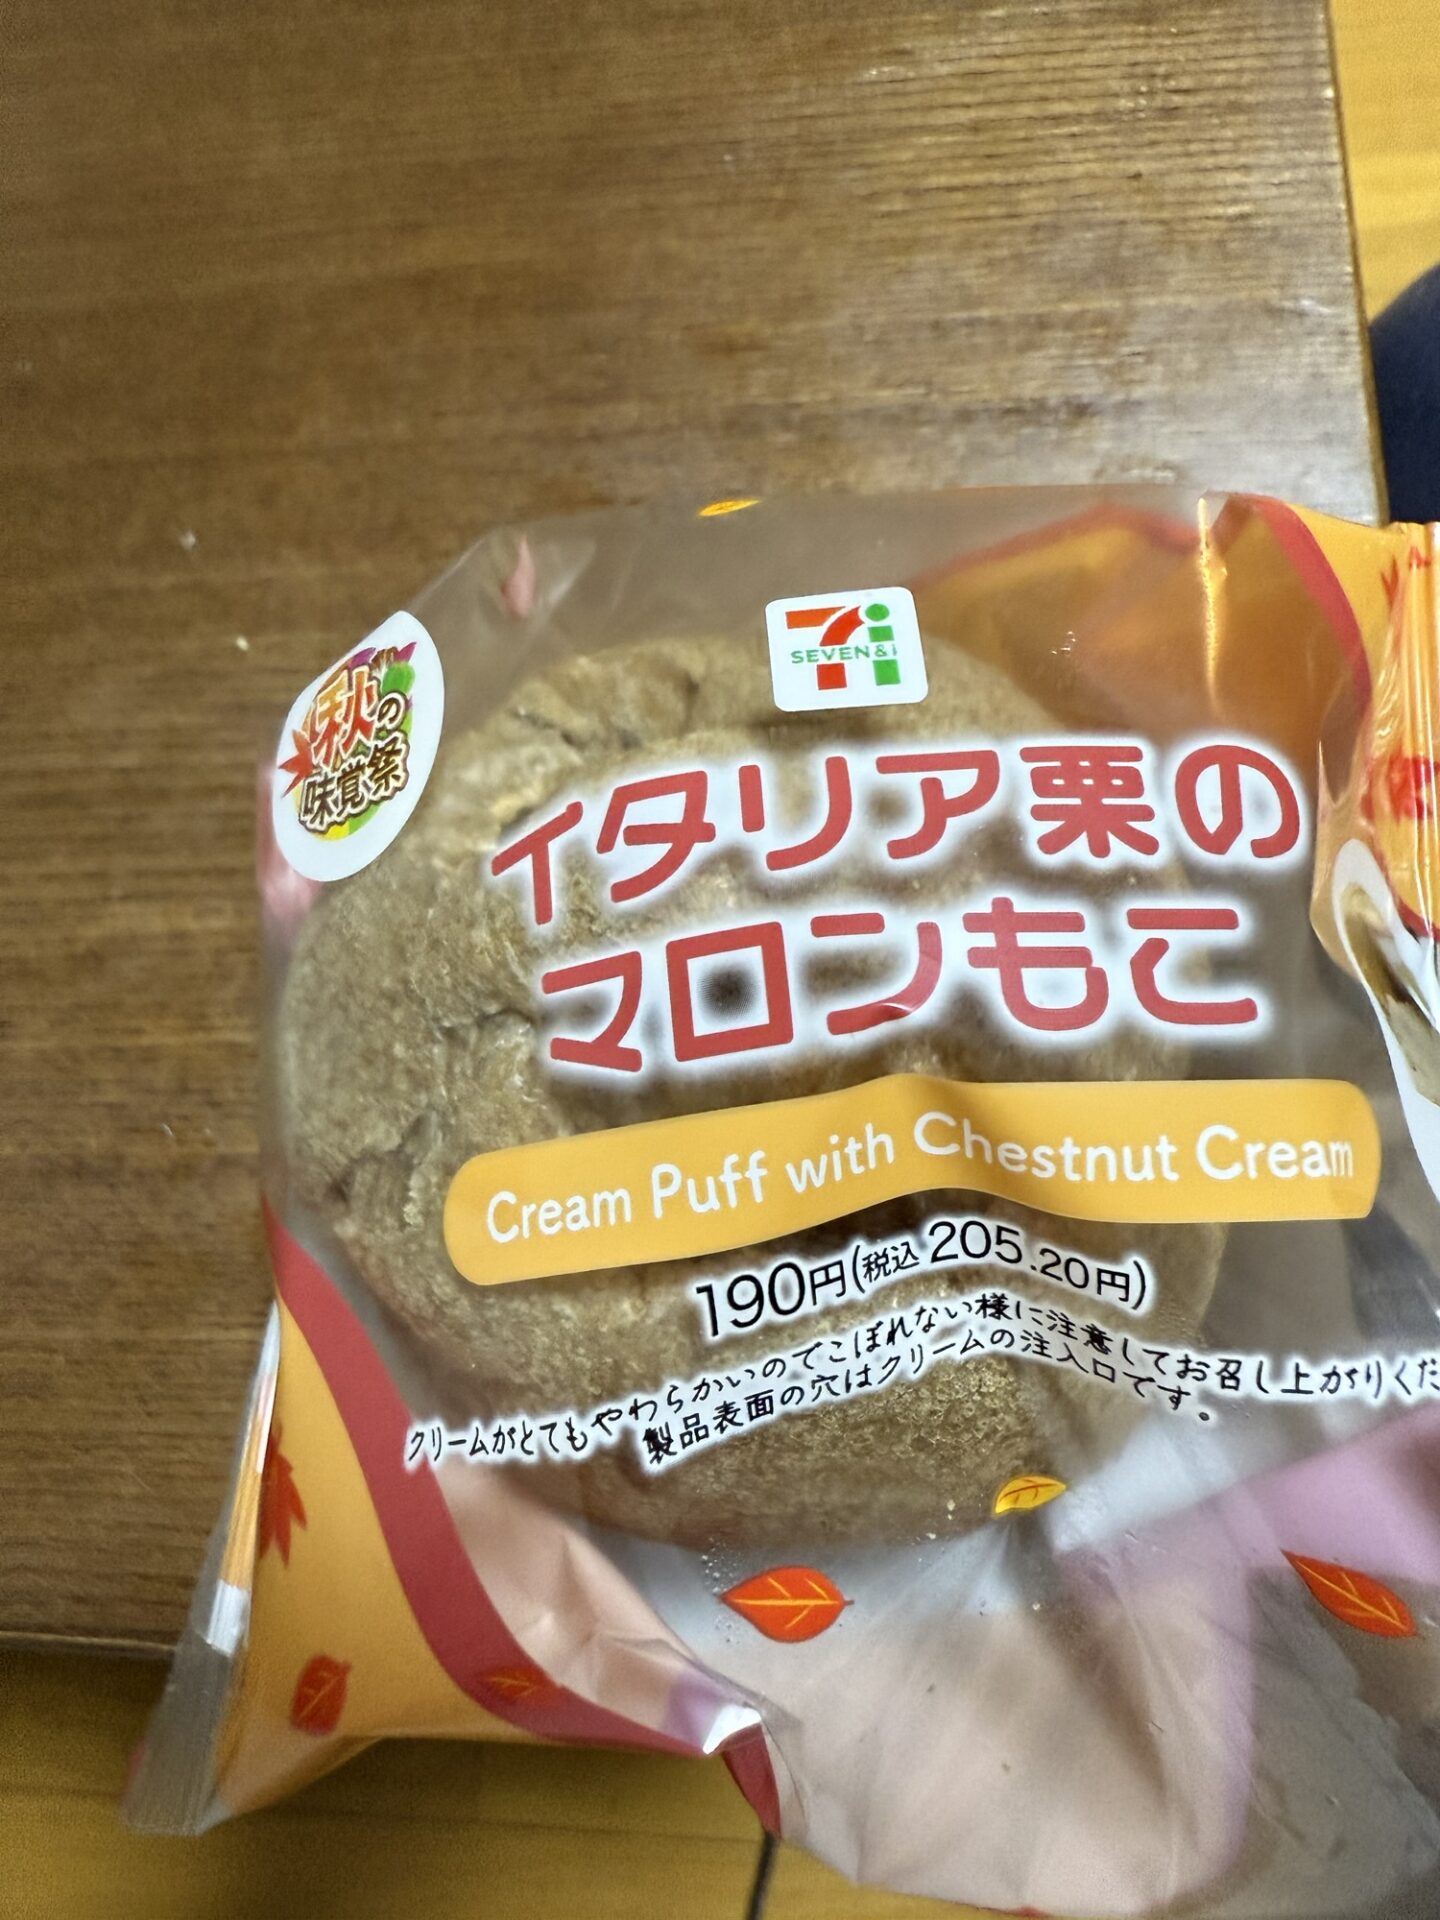 SEVEN&i
秋の
味覚祭
イタリア栗の
マロンもこ
Cream Puff with Chestnut Cream
190円(税込 205.20円)
クリームがとてもやわらかいのでこぼれない様に注意してお召し上がりくだ
製品表面の穴はクリームの注入口です。